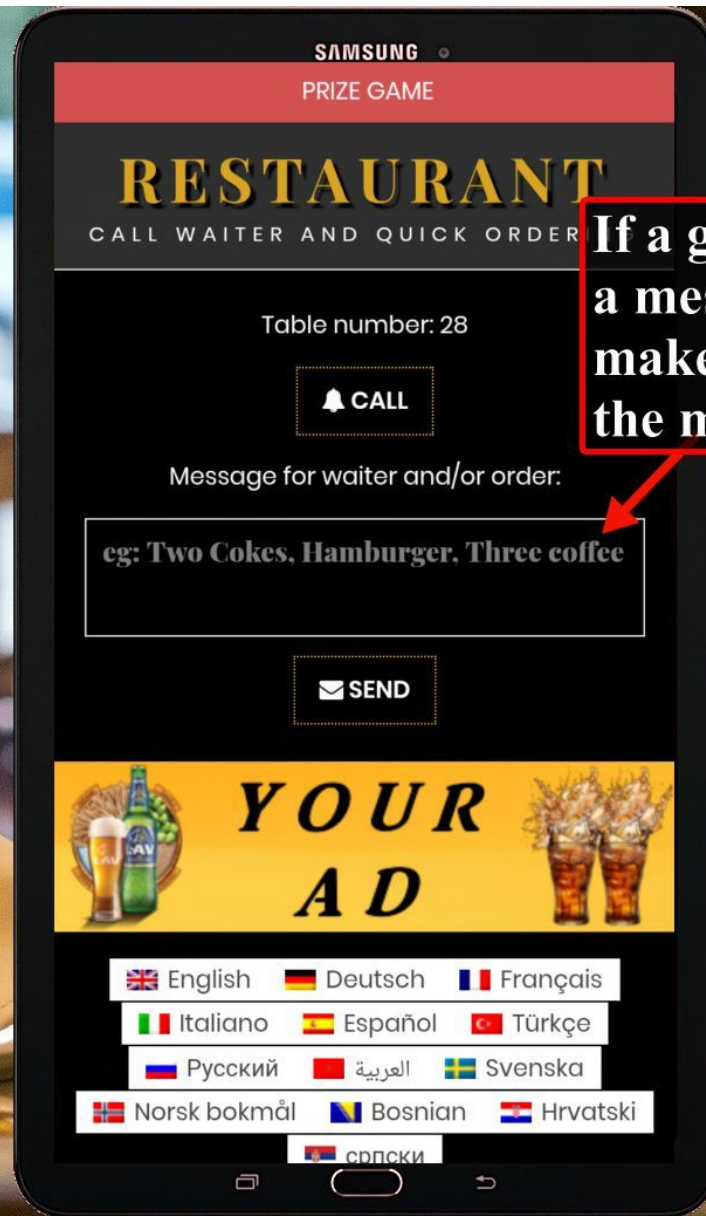 SAMSUNG
PRIZE GAME
RESTAURANT
CALL WAITER AND QUICK
If a
a
make
the
Table number: 28
CALL
Message for waiter and/or order:
eg: Two Cokes, Hamburger, Three coffee
SEND
YOUR
AD
LAV LAV
English Deutsch Français
Italiano Español Türkçe
Русский العربية Svenska
Norsk bokmål Bosnian Hrvatski
српски